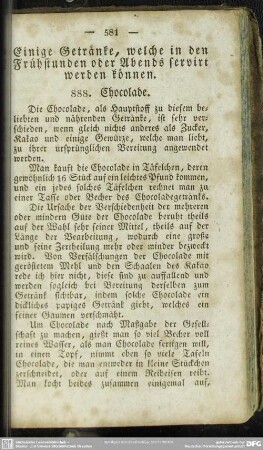 — 581 —
Einige Getränke, welche in den
Frühstunden oder Abends servirt
werden können.
888. Chocolade.
Die Chocolade, als Hauptstoff zu diesem be-
liebten und nährenden Getränke, ist sehr ver-
schieden, wenn gleich nichts anderes als Zucker,
Kakao und einige Gewürze, welche man liebt,
zu ihrer ursprünglichen Bereitung angewendet
werden.
Man kauft die Chocolade in Täfelchen, deren
gewöhnlich 16 Stück auf ein leichtes Pfund kommen,
und ein jedes solches Täfelchen rechnet man zu
einer Tasse oder Becher des Chocoladegetränks.
Die Ursache der Verschiedenheit der mehreren
oder mindern Güte der Chocolade beruht theils
auf der Wahl sehr seiner Mittel, theils auf der
Länge der Bearbeitung, wodurch eine große
und feine Zertheilung mehr oder minder bezweckt
wird. Von Verfälschungen der Chocolade mit
geröstetem Mehl und den Schaalen des Kakao
rede ich hier nicht, diese sind zu auffallend und
werden sogleich bei Bereitung derselben zum
Getränk sichtbar, indem solche Chocolade ein
dickliches papiges Getränk giebt, welches ein
feiner Gaumen verschmäht.
Um Chocolade nach Maßgabe der Gesell-
schaft zu machen, gießt man so viel Becher voll
reines Wasser, als man Chocolade fertigen will,
in einen Topf, nimmt eben so viele Tafeln
Chocolade, die man entweder in kleine Stückchen
zerschneidet, oder auf einem Reibeisen reibt.
Man kocht beides zusammen einigemal auf,